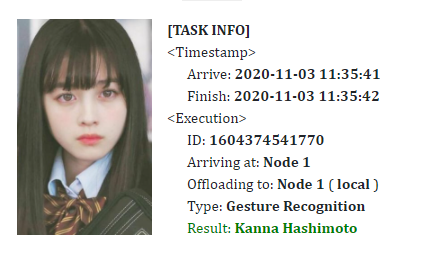 [TASK INFO]
<Timestamp>
Arrive: 2020-11-03 11:35:41
Finish: 2020-11-03 11:35:42
<Execution>
ID: 1604374541770
Arriving at: Node 1
Offloading to: Node 1 ( local )
Type: Gesture Recognition
Result: Kanna Hashimoto